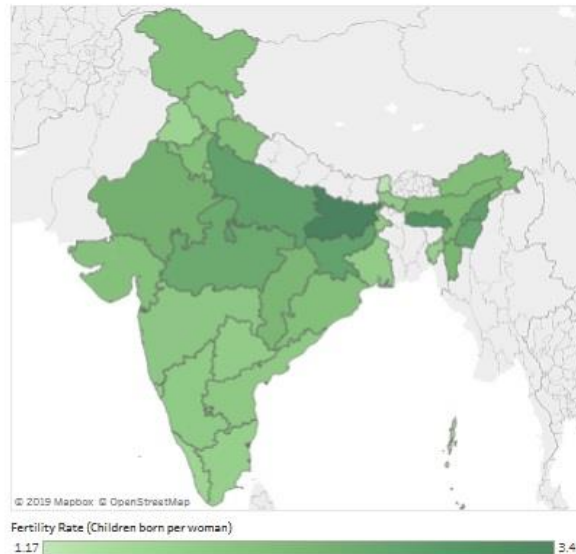 © 2019 Mapbox © OpenStreetMap
Fertility Rate (Children born per woman)
1.17 3.4